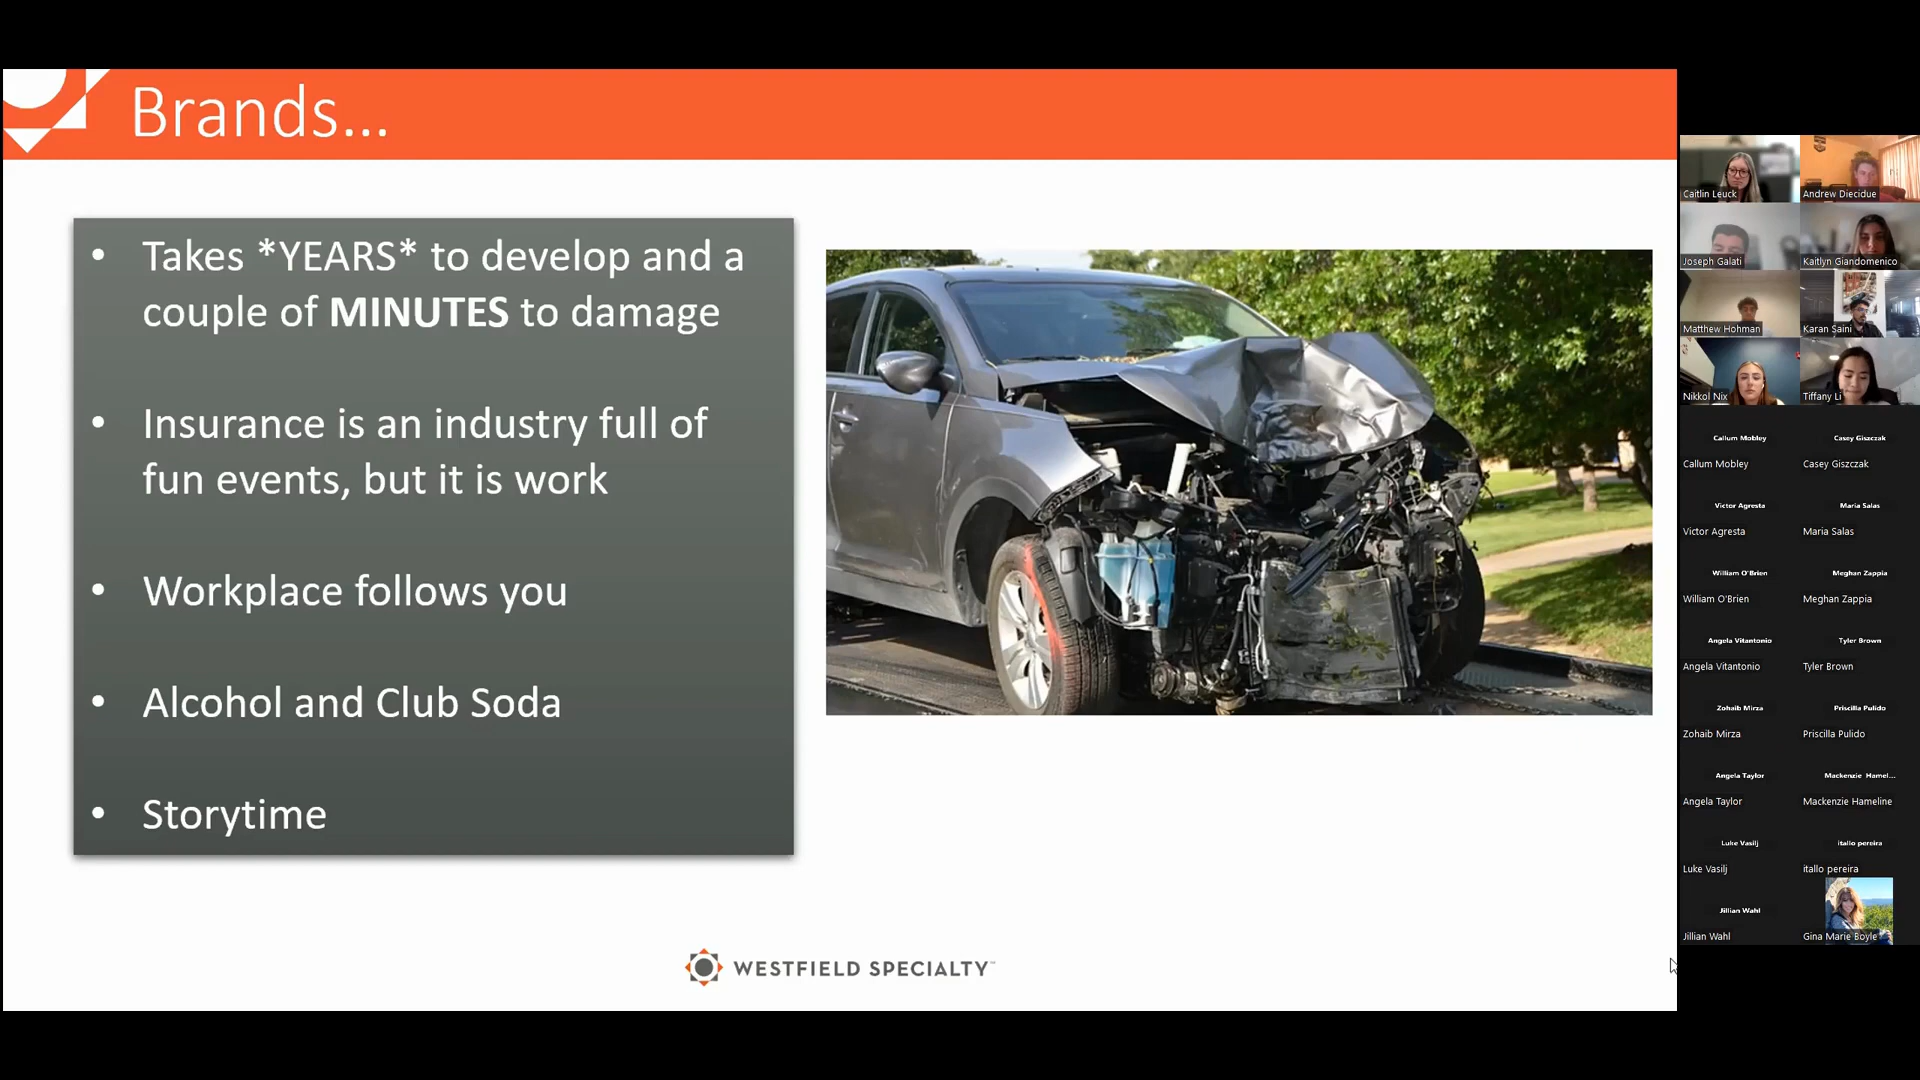 Brands...
• Takes *YEARS* to develop and a
couple of MINUTES to damage
• Insurance is an industry full of
fun events, but it is work
• Workplace follows you
• Alcohol and Club Soda
• Storytime
WESTFIELD SPECIALTY™
Caitlin Leuck
Andrew Diecidue
Joseph Galati
Kaitlyn Giandomenico
Matthew Hohman
Karan Saini
Nikkol Nix
Tiffany Li
Callum Mobley
Casey Giszczak
Callum Mobley
Casey Giszczak
Victor Agresta
Maria Salas
Victor Agresta
Maria Salas
William O'Brien
Meghan Zappia
William O'Brien
Meghan Zappia
Angela Vitantonio
Tyler Brown
Angela Vitantonio
Tyler Brown
Zohaib Mirza
Priscilla Pulido
Zohaib Mirza
Priscilla Pulido
Angela Taylor
Mackenzie Hamel...
Angela Taylor
Mackenzie Hameline
Luke Vasilj
itallo pereira
Luke Vasilj
itallo pereira
Jillian Wahl
Jillian Wahl
Gina Marie Boyle